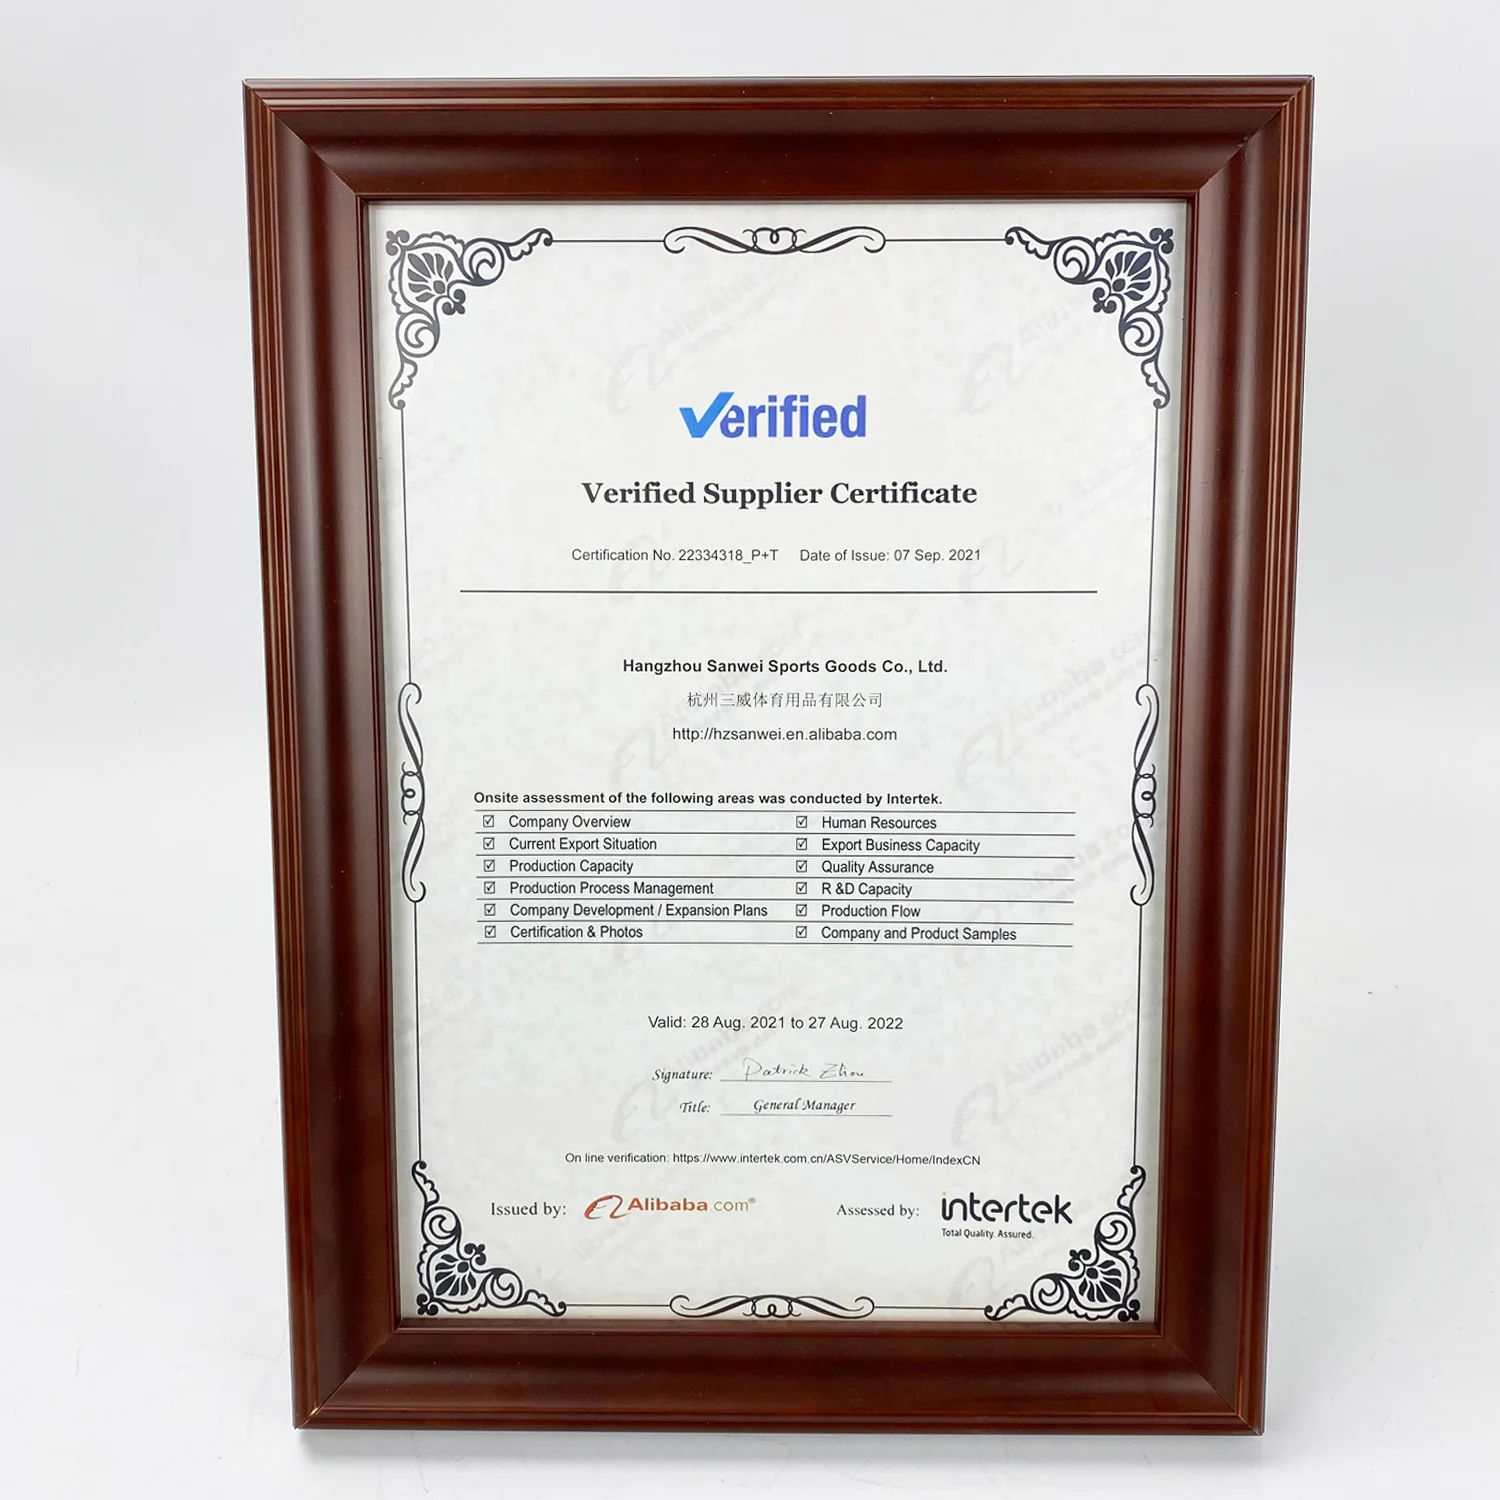 Verified
Verified Supplier Certificate
Certification No. 22334318_P+T Date of Issue: 07 Sep. 2021
Hangzhou Sanwei Sports Goods Co., Ltd.
杭州三威体育用品有限公司
http://hzsanwei.en.alibaba.com
Onsite assessment of the following areas was conducted by Intertek.
☑ Company Overview ☑ Human Resources
☑ Current Export Situation ☑ Export Business Capacity
☑ Production Capacity ☑ Quality Assurance
☑ Production Process Management ☑ R &D Capacity
☑ Company Development / Expansion Plans ☑ Production Flow
☑ Certification & Photos ☑ Company and Product Samples
Valid: 28 Aug. 2021 to 27 Aug. 2022
Signature: Patrick Zhou
Title: General Manager
On line verification: https://www.intertek.com.cn/ASVService/Home/IndexCN
Issued by: Alibaba.com® Assessed by: intertek
Total Quality. Assured.